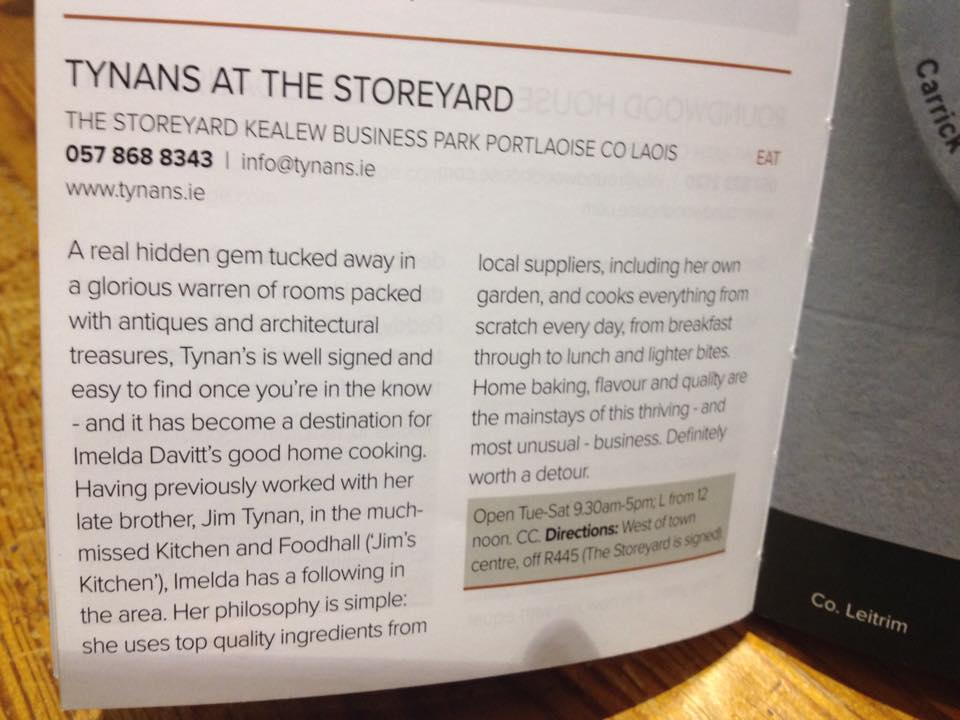 TYNANS AT THE STOREYARD
THE STOREYARD KEALEW BUSINESS PARK PORTLAOISE CO LAOIS
EAT
057 868 8343 | info@tynans.ie
www.tynans.ie
A real hidden gem tucked away in
a glorious warren of rooms packed
with antiques and architectural
treasures, Tynan's is well signed and
easy to find once you're in the know
- and it has become a destination for
Imelda Davitt's good home cooking.
Having previously worked with her
late brother, Jim Tynan, in the much-
missed Kitchen and Foodhall ('Jim's
Kitchen'), Imelda has a following in
the area. Her philosophy is simple:
she uses top quality ingredients from
local suppliers, including her own
garden, and cooks everything from
scratch every day, from breakfast
through to lunch and lighter bites.
Home baking, flavour and quality are
the mainstays of this thriving - and
most unusual - business. Definitely
worth a detour.
Open Tue-Sat 9.30am-5pm; L from 12
noon. CC. Directions: West of town
centre, off R445 (The Storeyard is signed)
Carrick
Co. Leitrim